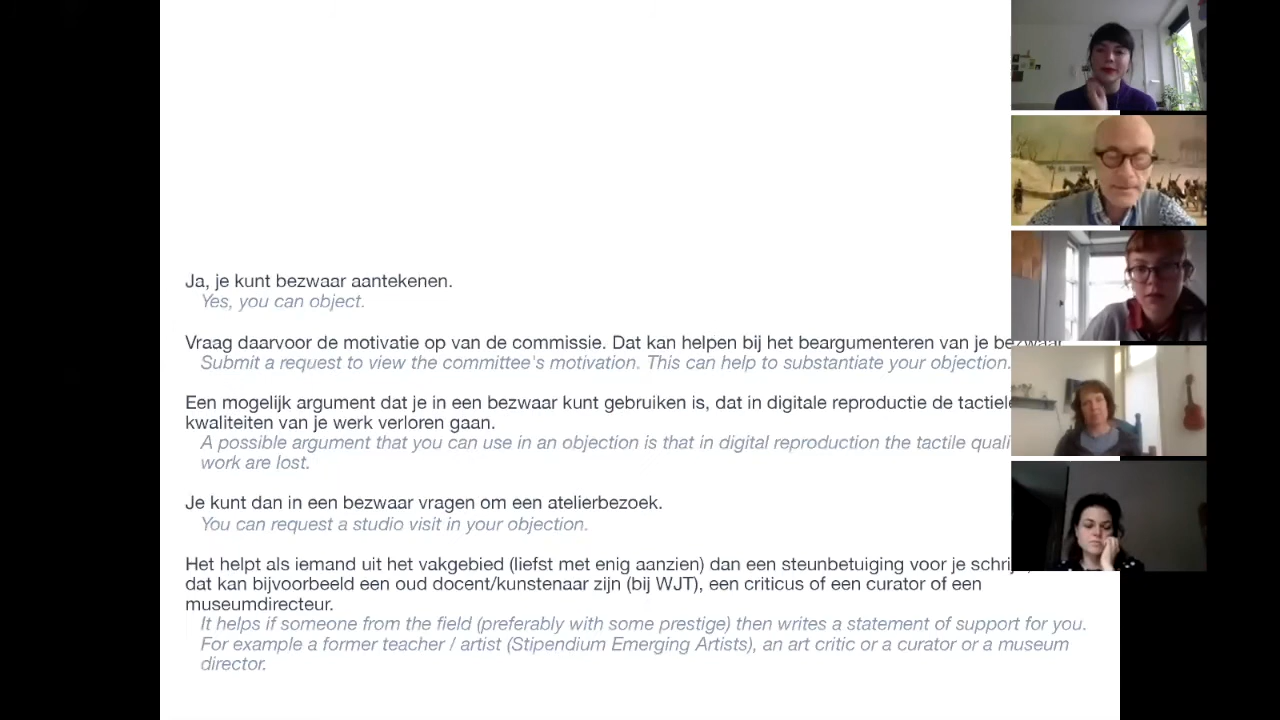 Ja, je kunt bezwaar aantekenen.
Yes, you can object.
Vraag daarvoor de motivatie op van de commissie. Dat kan helpen bij het beargumenteren van je bezwaar
Submit a request to view the committee's motivation. This can help to substantiate your objection.
Een mogelijk argument dat je in een bezwaar kunt gebruiken is, dat in digitale reproductie de tactiele
kwaliteiten van je werk verloren gaan.
A possible argument that you can use in an objection is that in digital reproduction the tactile
work are lost.
Je kunt dan in een bezwaar vragen om een atelierbezoek.
You can request a studio visit in your objection.
Het helpt als iemand uit het vakgebied (liefst met enig aanzien) dan een steunbetuiging voor je
dat kan bijvoorbeeld een oud docent/kunstenaar zijn (bij WJT), een criticus of een curator of een
museumdirecteur.
It helps if someone from the field (preferably with some prestige) then writes a statement of support for you.
For example a former teacher / artist (Stipendium Emerging Artists), an art critic or a curator or a museum
director.